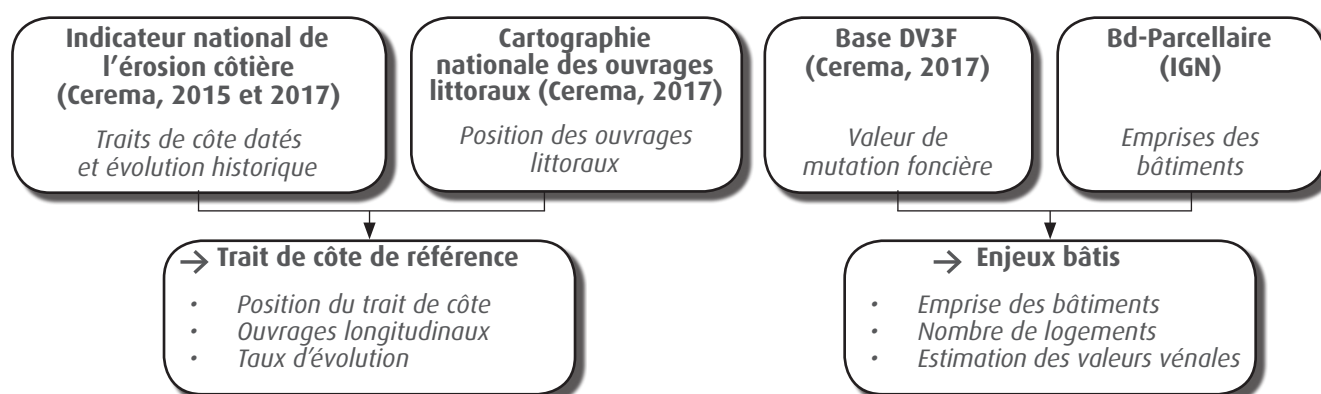 Indicateur national de
l'érosion côtière
(Cerema, 2015 et 2017)
Traits de côte datés
et évolution historique
Cartographie
nationale des ouvrages
littoraux (Cerema, 2017)
Position des ouvrages
littoraux
Base DV3F
(Cerema, 2017)
Valeur de
mutation foncière
Bd-Parcellaire
(IGN)
Emprises des
bâtiments
→ Trait de côte de référence
• Position du trait de côte
• Ouvrages longitudinaux
• Taux d'évolution
→ Enjeux bâtis
• Emprise des bâtiments
• Nombre de logements
• Estimation des valeurs vénales